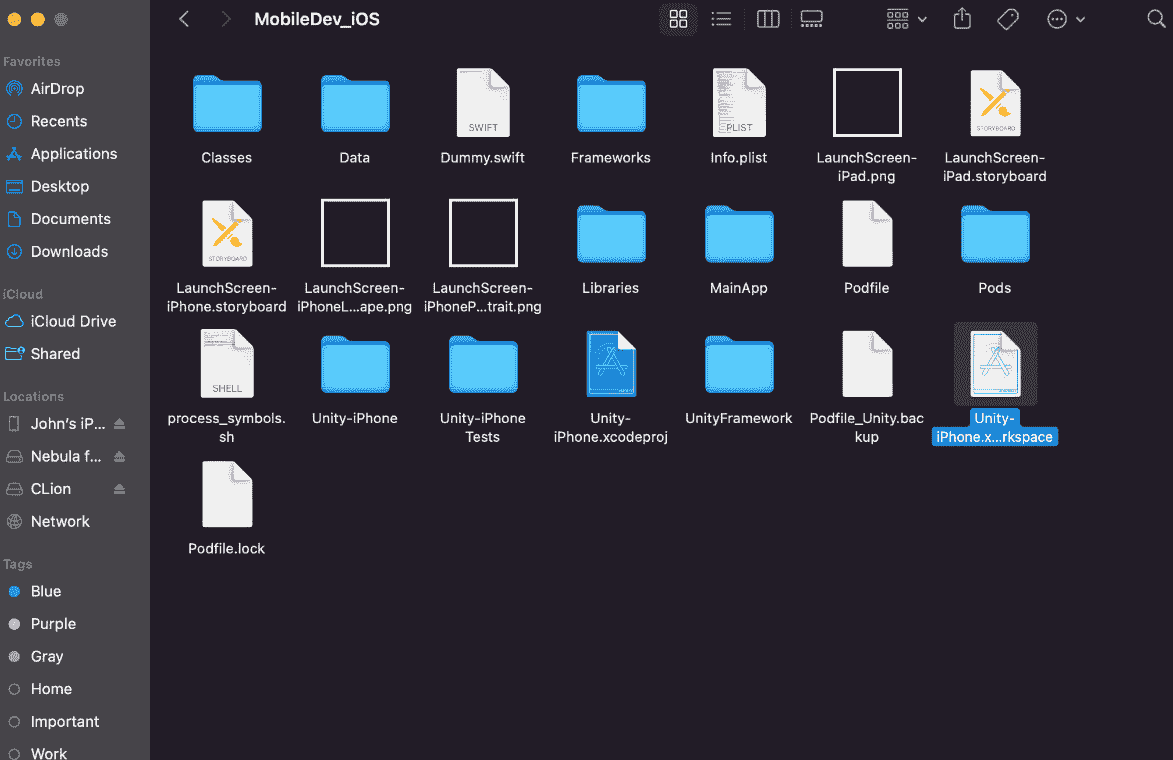 MobileDev_iOS
Favorites
AirDrop
Recents
Applications
Desktop
Documents
Downloads
iCloud
iCloud Drive
Shared
Locations
John's iP...
Nebula f...
CLion
Network
Tags
Blue
Purple
Gray
Home
Important
Work
SWIFT
PLIST
STORYBOARD
Classes
Data
Dummy.swift
Frameworks
Info.plist
LaunchScreen-
iPad.png
LaunchScreen-
iPad.storyboard
STORYBOARD
LaunchScreen-
iPhone.storyboard
LaunchScreen-
iPhoneL...ape.png
LaunchScreen-
iPhoneP...trait.png
Libraries
MainApp
Podfile
Pods
SHELL
process_symbols.
sh
Unity-iPhone
Unity-iPhone
Tests
Unity-
iPhone.xcodeproj
UnityFramework
Podfile_Unity.bac
kup
Unity-
iPhone.x...rkspace
Podfile.lock